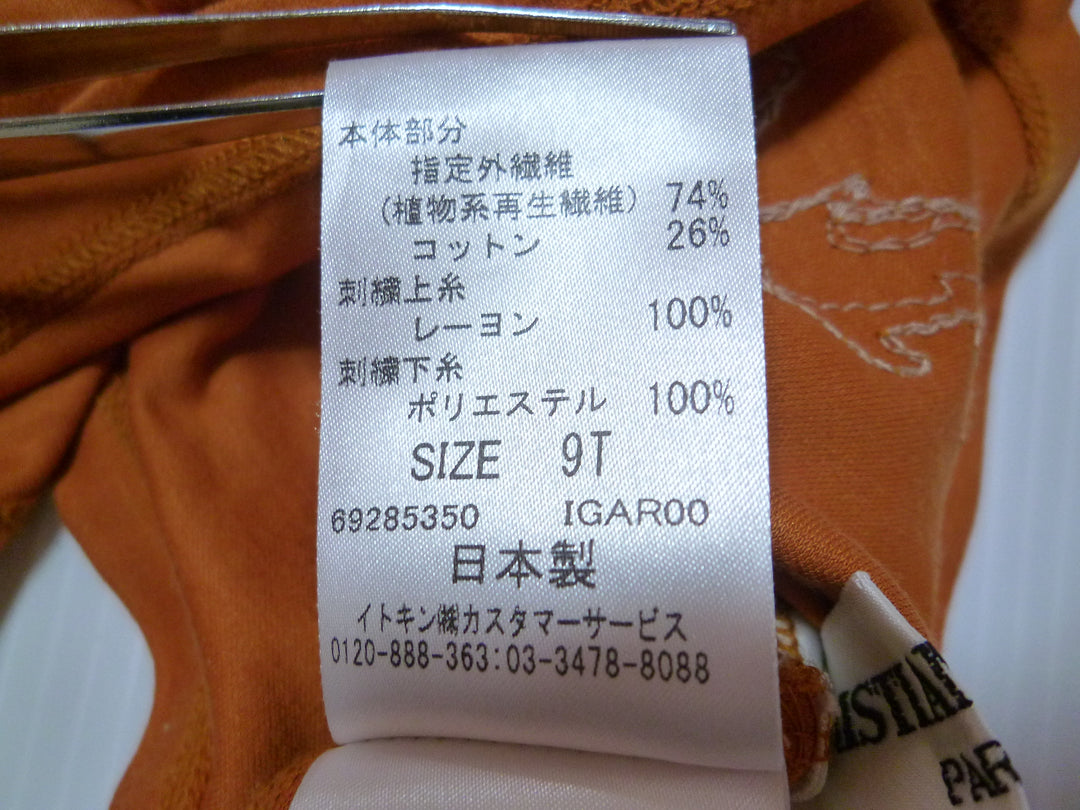 本体部分
指定外繊維
(植物系再生繊維) 74%
コットン 26%
刺繍上糸
レーヨン 100%
刺繍下糸
ポリエステル 100%
SIZE 9T
69285350 IGAR00
日本製
イトキン㈱カスタマーサービス
0120-888-363:03-3478-8088